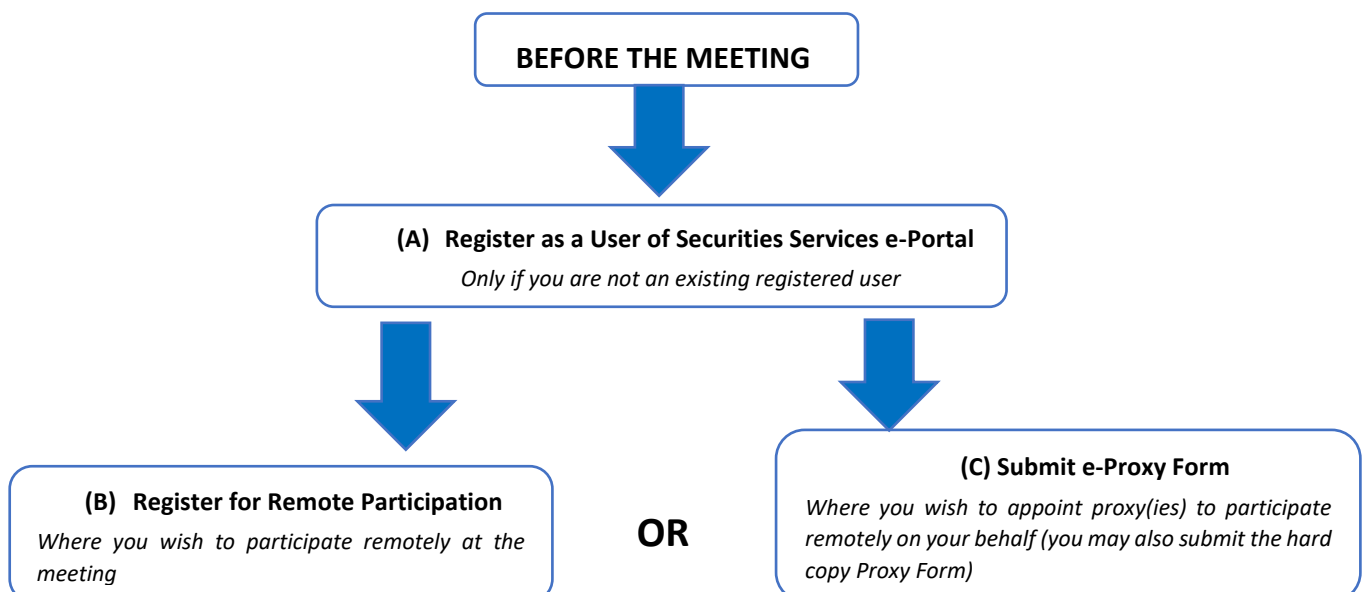 BEFORE THE MEETING
(A) Register as a User of Securities Services e-Portal
Only if you are not an existing registered user
(B) Register for Remote Participation
Where you wish to participate remotely at the
meeting
OR
(C) Submit e-Proxy Form
Where you wish to appoint proxy(ies) to participate
remotely on your behalf (you may also submit the hard
copy Proxy Form)